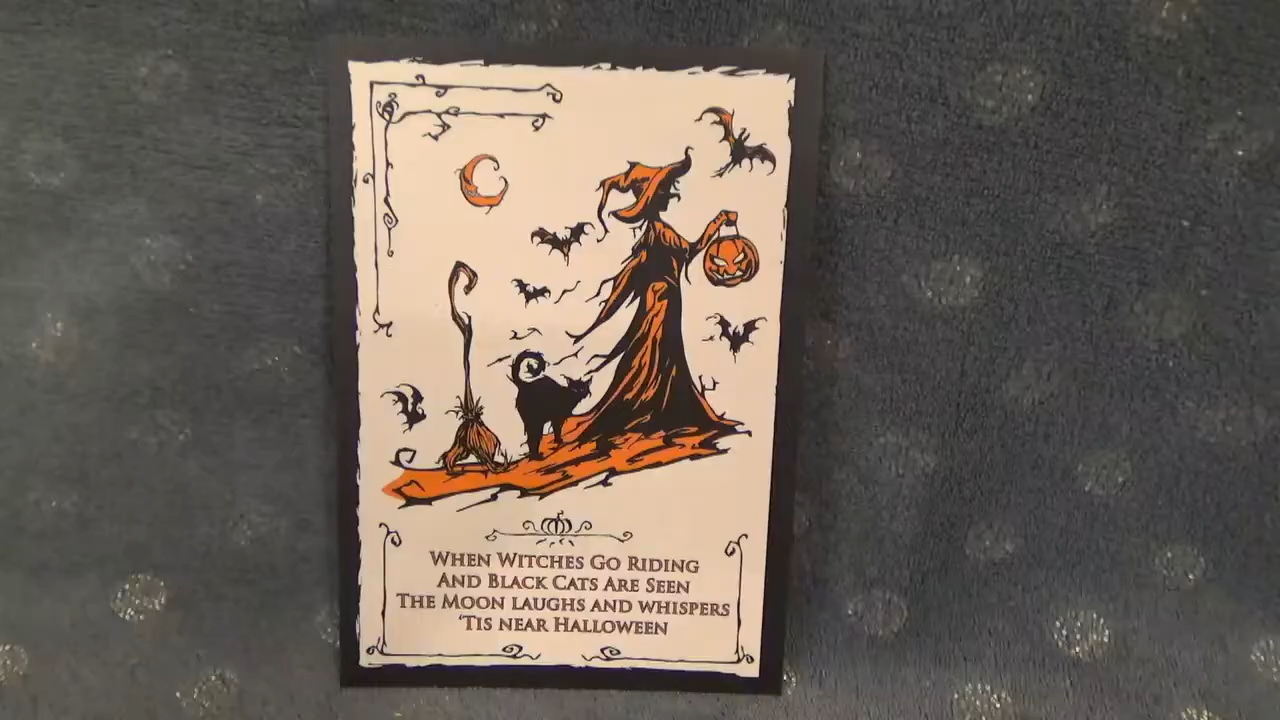 When Witches Go Riding
And Black Cats Are Seen
The Moon laughs and whispers
‘Tis near Halloween